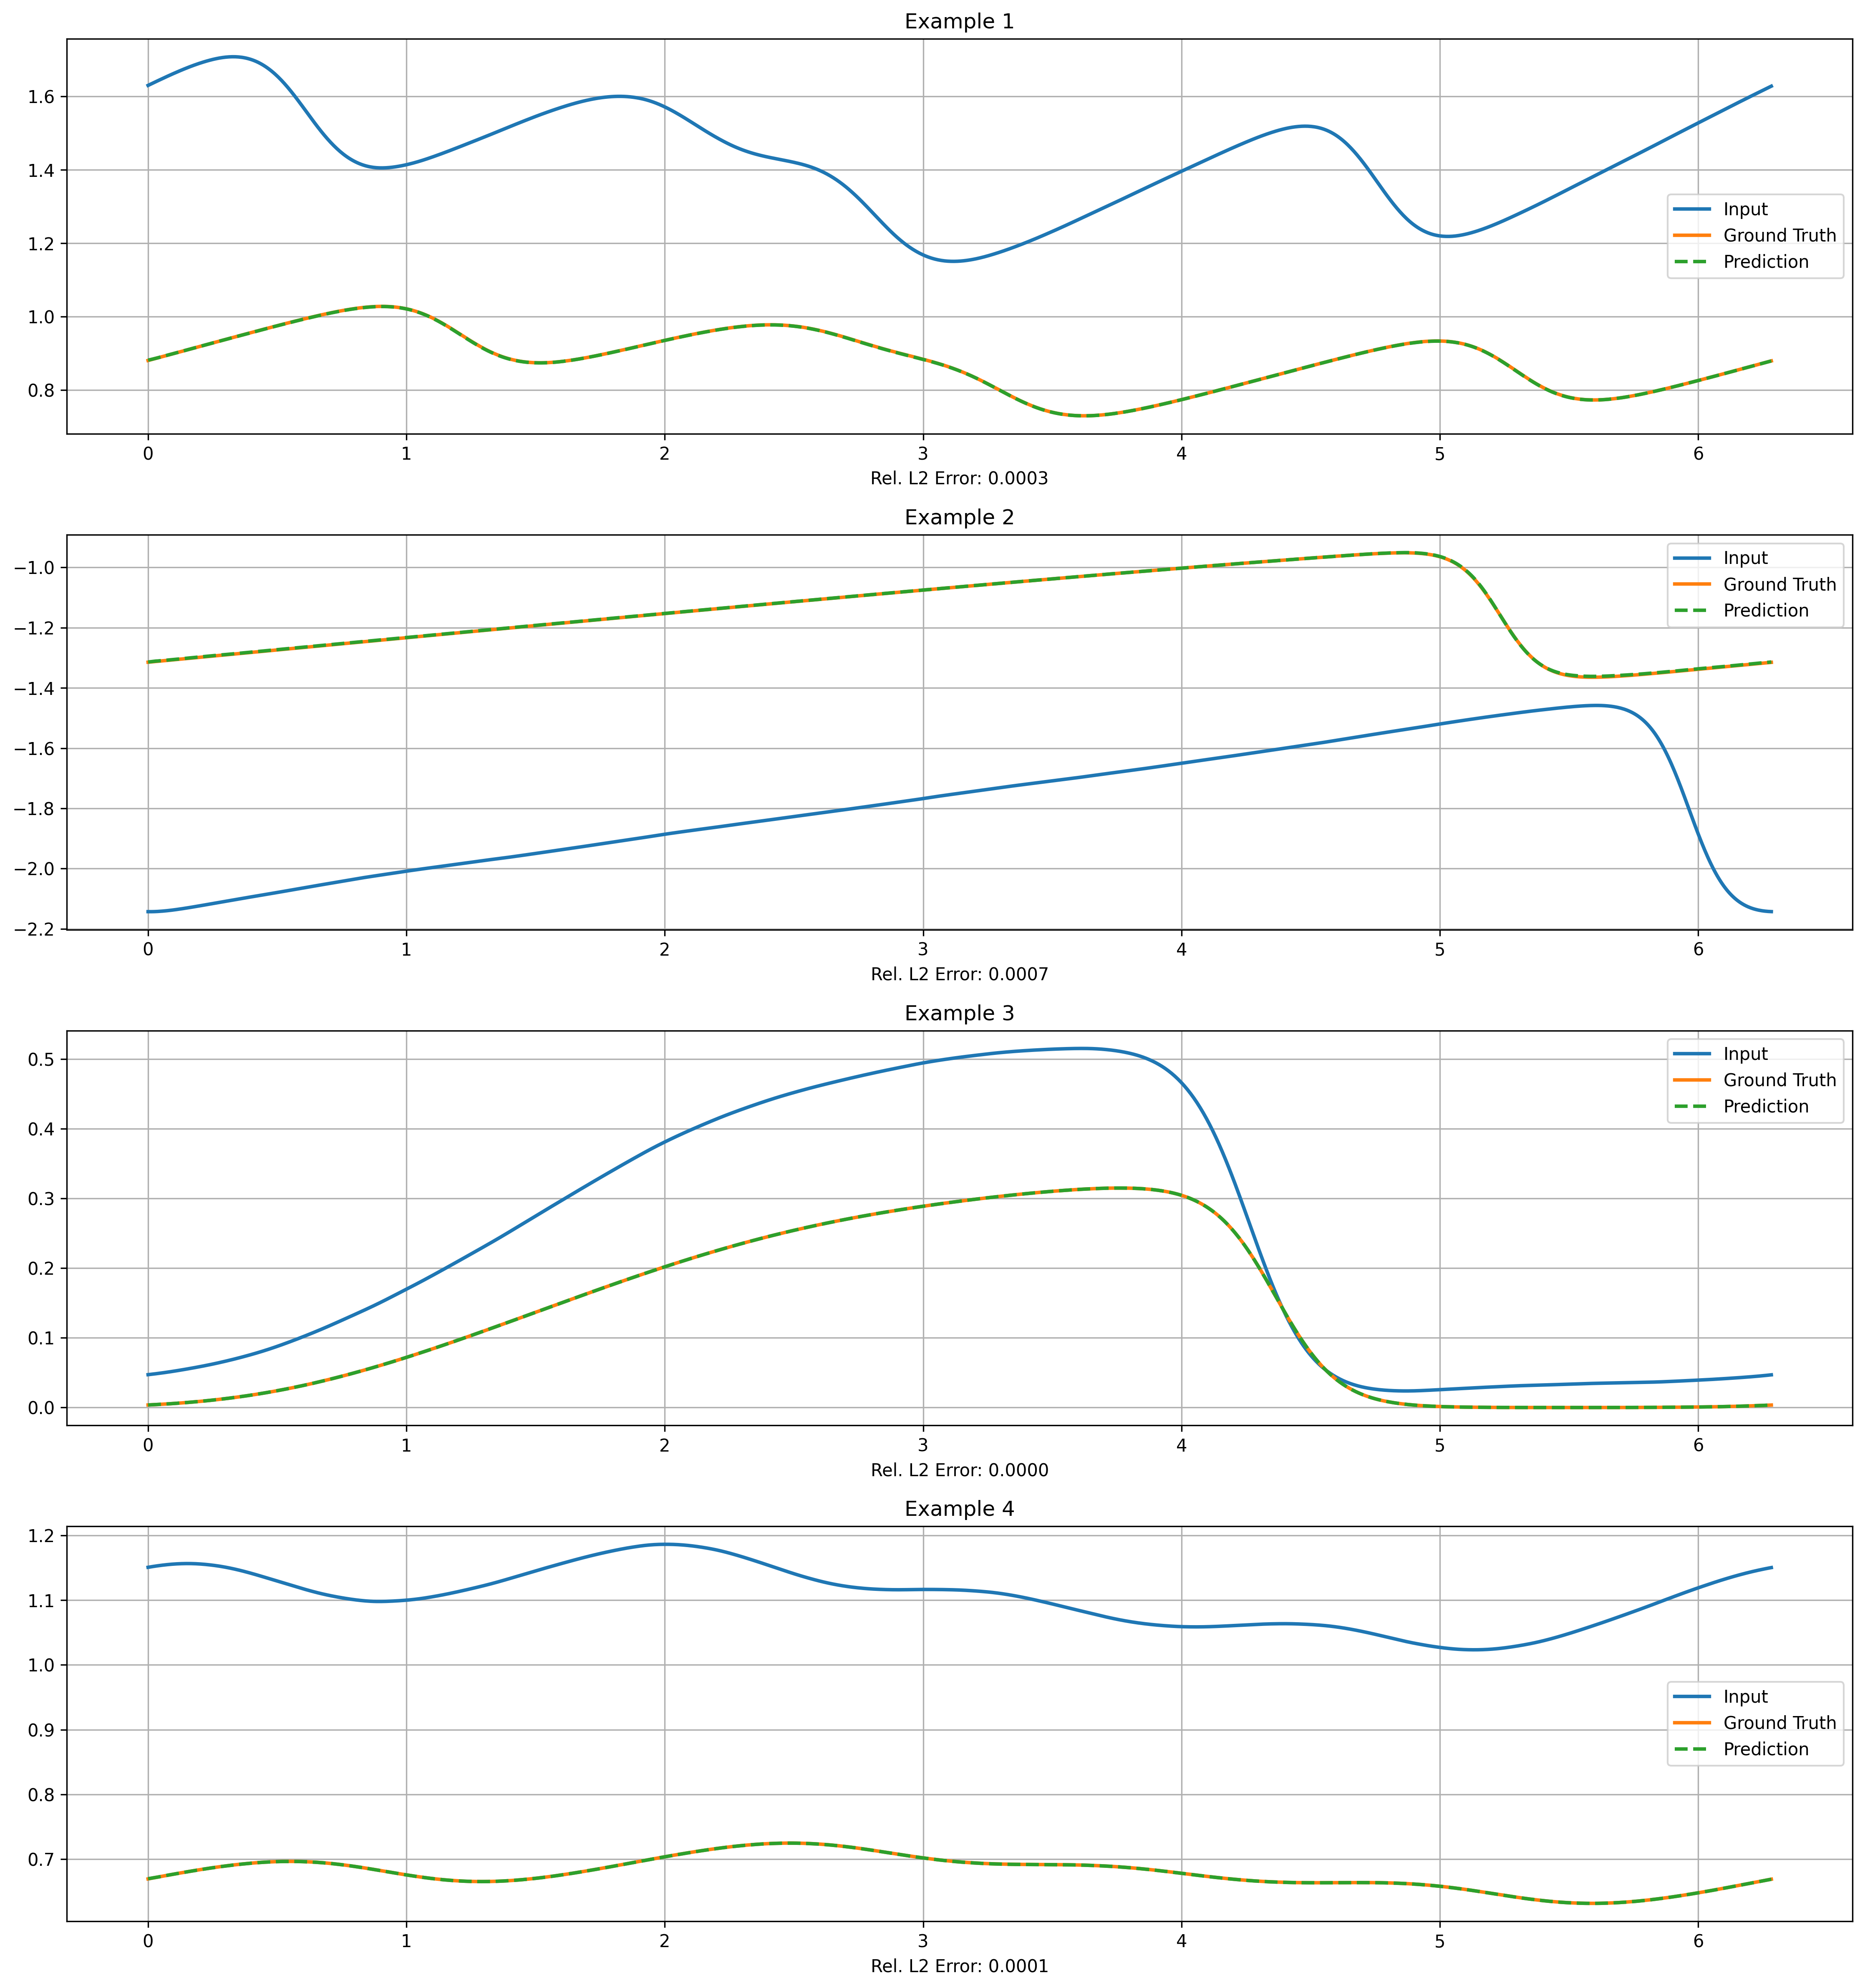 Example 1
1.6
1.4
1.2
1.0
0.8
Input
Ground Truth
Prediction
0 1 2 3 4 5 6
Rel. L2 Error: 0.0003
Example 2
−1.0
−1.2
−1.4
−1.6
−1.8
−2.0
−2.2
Input
Ground Truth
Prediction
0 1 2 3 4 5 6
Rel. L2 Error: 0.0007
Example 3
0.5
0.4
0.3
0.2
0.1
0.0
Input
Ground Truth
Prediction
0 1 2 3 4 5 6
Rel. L2 Error: 0.0000
Example 4
1.2
1.1
1.0
0.9
0.8
0.7
Input
Ground Truth
Prediction
0 1 2 3 4 5 6
Rel. L2 Error: 0.0001